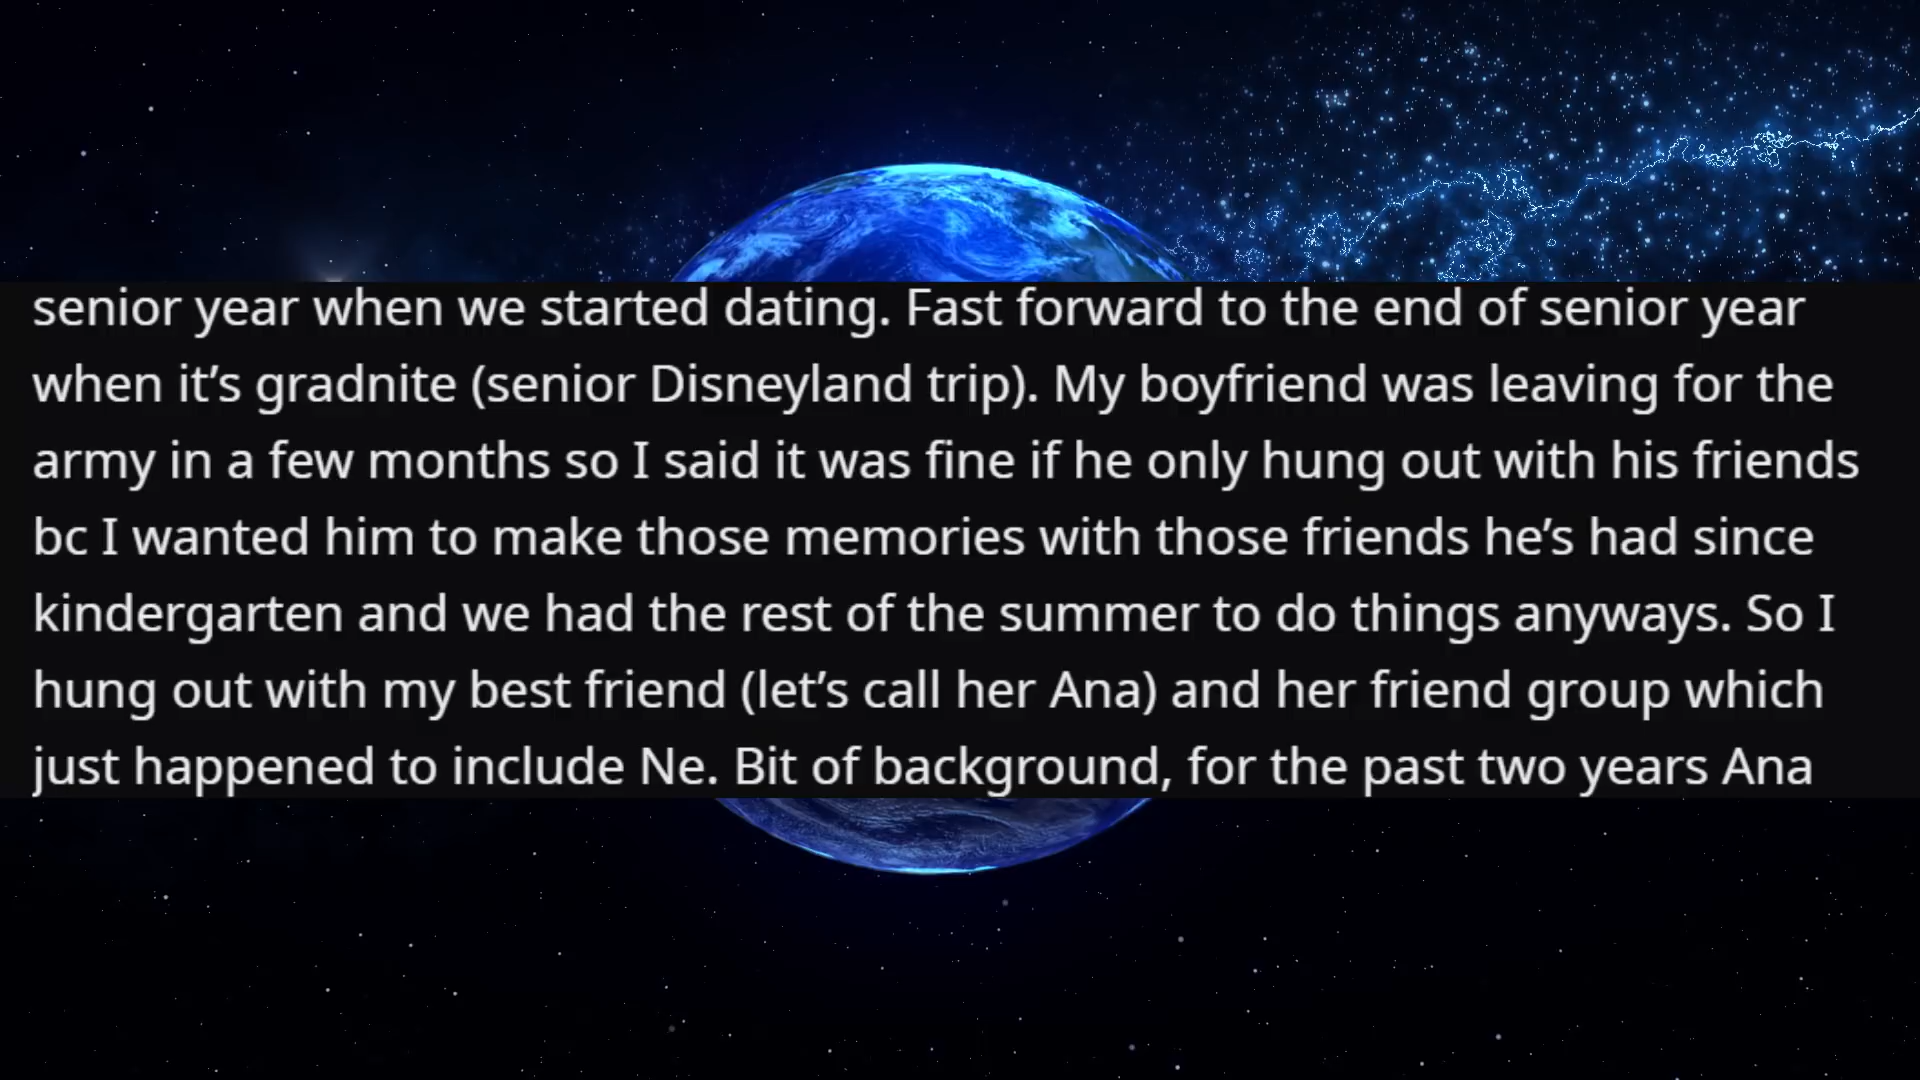 senior year when we started dating. Fast forward to the end of senior year
when it’s gradnite (senior Disneyland trip). My boyfriend was leaving for the
army in a few months so I said it was fine if he only hung out with his friends
bc I wanted him to make those memories with those friends he’s had since
kindergarten and we had the rest of the summer to do things anyways. So I
hung out with my best friend (let’s call her Ana) and her friend group which
just happened to include Ne. Bit of background, for the past two years Ana